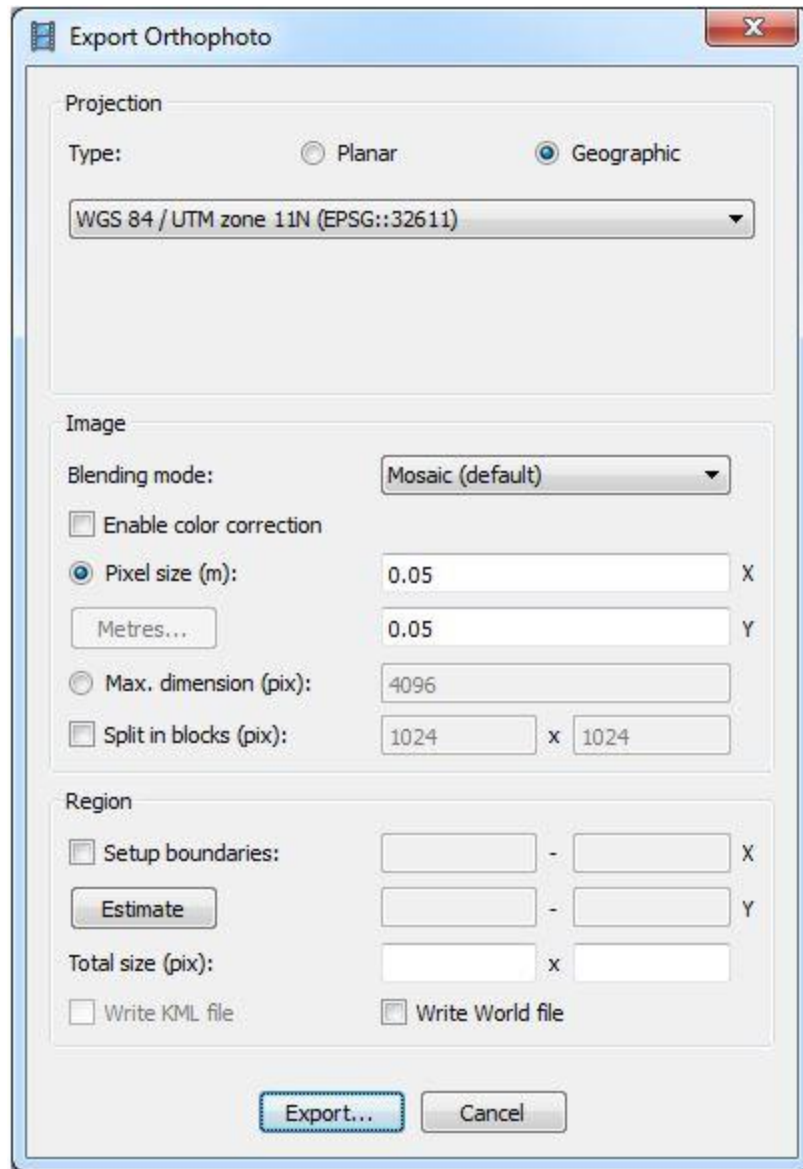 Export Orthophoto
Projection
Type: Planar Geographic
WGS 84 / UTM zone 11N (EPSG::32611)
Image
Blending mode: Mosaic (default)
Enable color correction
Pixel size (m): 0.05 X
Metres... 0.05 Y
Max. dimension (pix): 4096
Split in blocks (pix): 1024 x 1024
Region
Setup boundaries: - X
Estimate - Y
Total size (pix): x
Write KML file Write World file
Export... Cancel